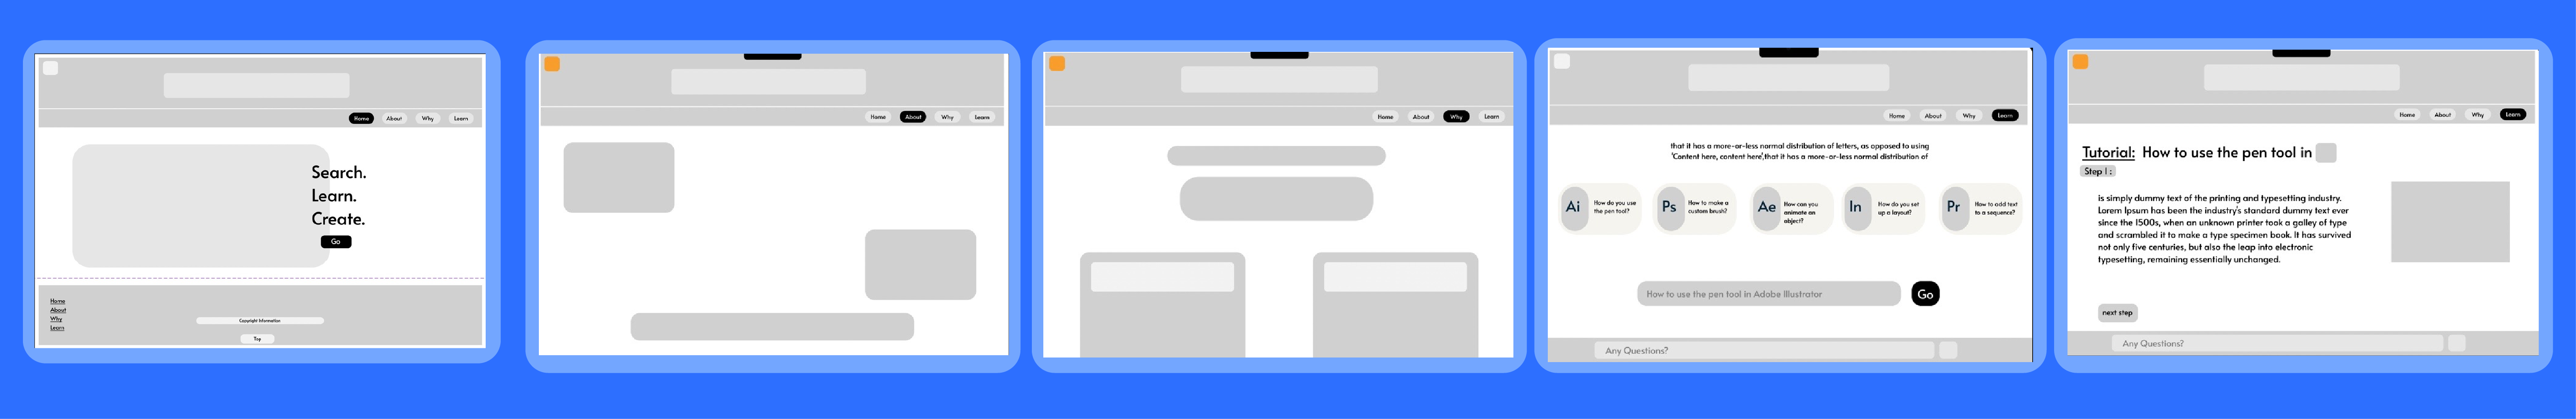 Home About Why Learn
Search.
Learn.
Create.
Go
Home
About
Why
Learn
Copyright Information
Top
Home About Why Learn
Home About Why Learn
Home About Why Learn
that it has a more-or-less normal distribution of letters, as opposed to using
'Content here, content here',that it has a more-or-less normal distribution of
Ai
How do you use
the pen tool?
Ps
How to make a
custom brush?
Ae
How can you
animate an
object?
In
How do you set
up a layout?
Pr
How to add text
to a sequence?
How to use the pen tool in Adobe Illustrator
Go
Any Questions?
Home About Why Learn
Tutorial: How to use the pen tool in
Step 1 :
is simply dummy text of the printing and typesetting industry.
Lorem Ipsum has been the industry's standard dummy text ever
since the 1500s, when an unknown printer took a galley of type
and scrambled it to make a type specimen book. It has survived
not only five centuries, but also the leap into electronic
typesetting, remaining essentially unchanged.
next step
Any Questions?